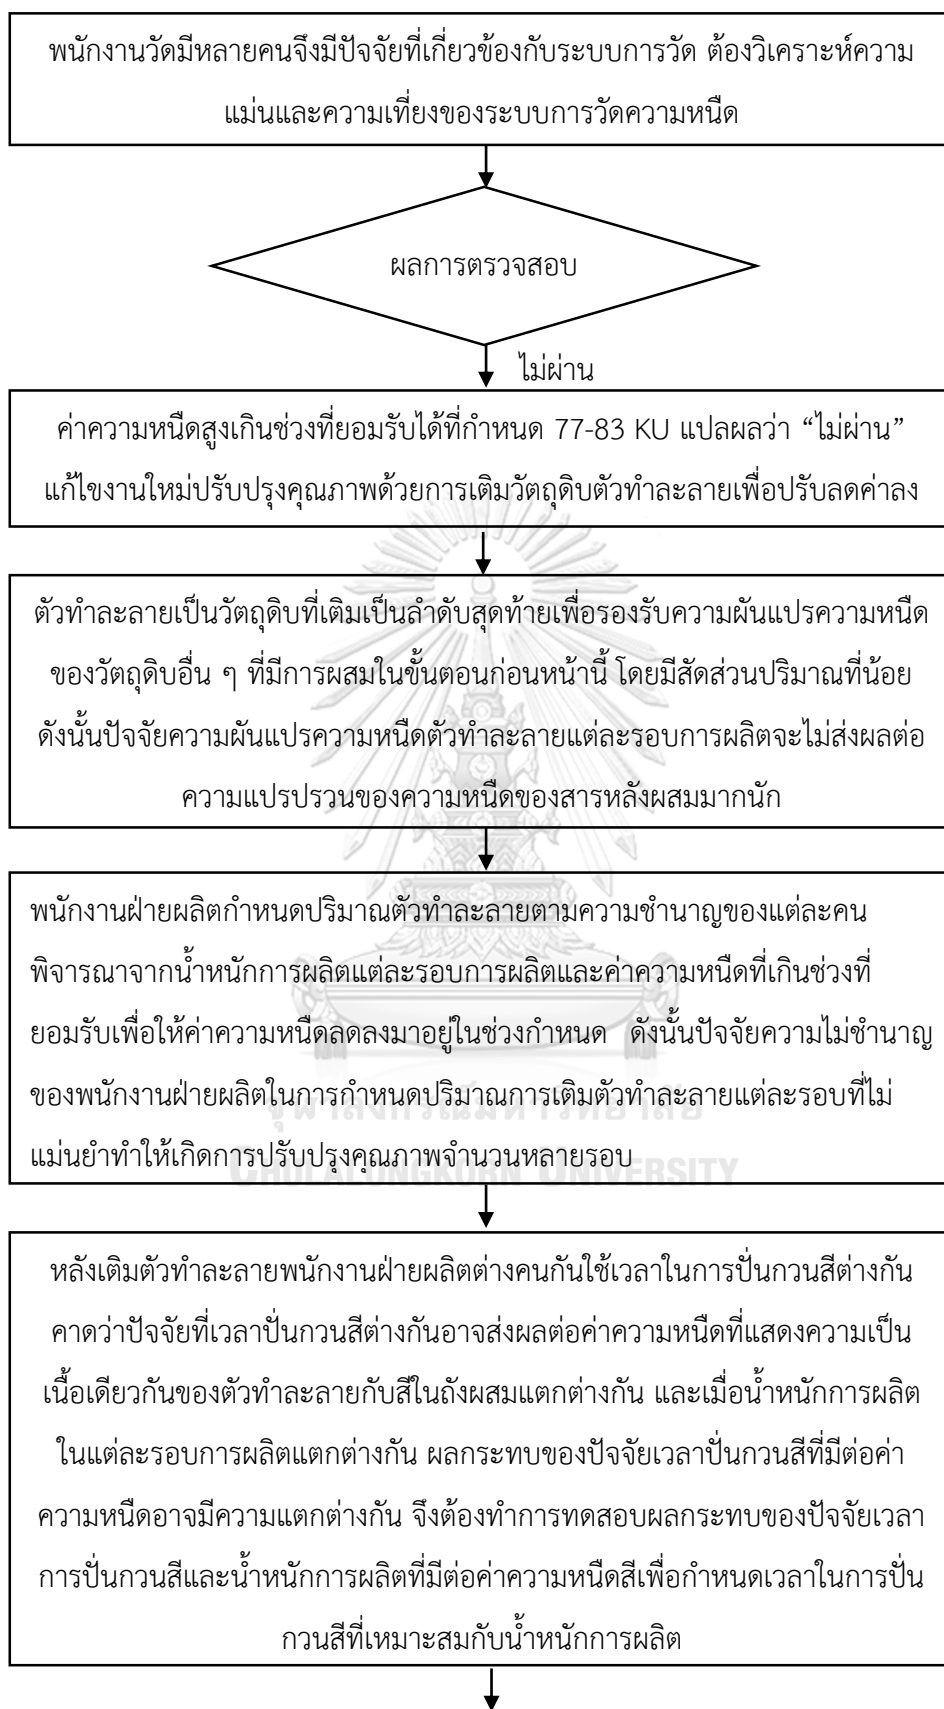 พนักงานวัดมีหลายคนจึงมีปัจจัยที่เกี่ยวข้องกับระบบการวัด ต้องวิเคราะห์ความ
แม่นและความเที่ยงของระบบการวัดความหนืด
ผลการตรวจสอบ
ไม่ผ่าน
ค่าความหนืดสูงเกินช่วงที่ยอมรับได้ที่กำหนด 77-83 KU แปลผลว่า “ไม่ผ่าน”
แก้ไขงานใหม่ปรับปรุงคุณภาพด้วยการเติมวัตถุดิบตัวทำละลายเพื่อปรับลดค่าลง
ตัวทำละลายเป็นวัตถุดิบที่เติมเป็นลำดับสุดท้ายเพื่อรองรับความผันแปรความหนืด
ของวัตถุดิบอื่น ๆ ที่มีการผสมในขั้นตอนก่อนหน้านี้ โดยมีสัดส่วนปริมาณที่น้อย
ดังนั้นปัจจัยความผันแปรความหนืดตัวทำละลายแต่ละรอบการผลิตจะไม่ส่งผลต่อ
ความแปรปรวนของความหนืดของสารหลังผสมมากนัก
พนักงานฝ่ายผลิตกำหนดปริมาณตัวทำละลายตามความชำนาญของแต่ละคน
พิจารณาจากน้ำหนักการผลิตแต่ละรอบการผลิตและค่าความหนืดที่เกินช่วงที่
ยอมรับเพื่อให้ค่าความหนืดลดลงมาอยู่ในช่วงกำหนด ดังนั้นปัจจัยความไม่ชำนาญ
ของพนักงานฝ่ายผลิตในการกำหนดปริมาณการเติมตัวทำละลายแต่ละรอบที่ไม่
จุฬาลงกรณ์มหาวิทยาลัย
แม่นยำทำให้เกิดการปรับปรุงคุณภาพจำนวนหลายรอบ
CHULALONGKORN UNIVERSITY
หลังเติมตัวทำละลายพนักงานฝ่ายผลิตต่างคนกันใช้เวลาในการปั่นกวนสีต่างกัน
คาดว่าปัจจัยที่เวลาปั่นกวนสีต่างกันอาจส่งผลต่อค่าความหนืดที่แสดงความเป็น
เนื้อเดียวกันของตัวทำละลายกับสีในถังผสมแตกต่างกัน และเมื่อน้ำหนักการผลิต
ในแต่ละรอบการผลิตแตกต่างกัน ผลกระทบของปัจจัยเวลาปั่นกวนสีที่มีต่อค่า
ความหนืดอาจมีความแตกต่างกัน จึงต้องทำการทดสอบผลกระทบของปัจจัยเวลา
การปั่นกวนสีและน้ำหนักการผลิตที่มีต่อค่าความหนืดสีเพื่อกำหนดเวลาในการปั่น
กวนสีที่เหมาะสมกับน้ำหนักการผลิต